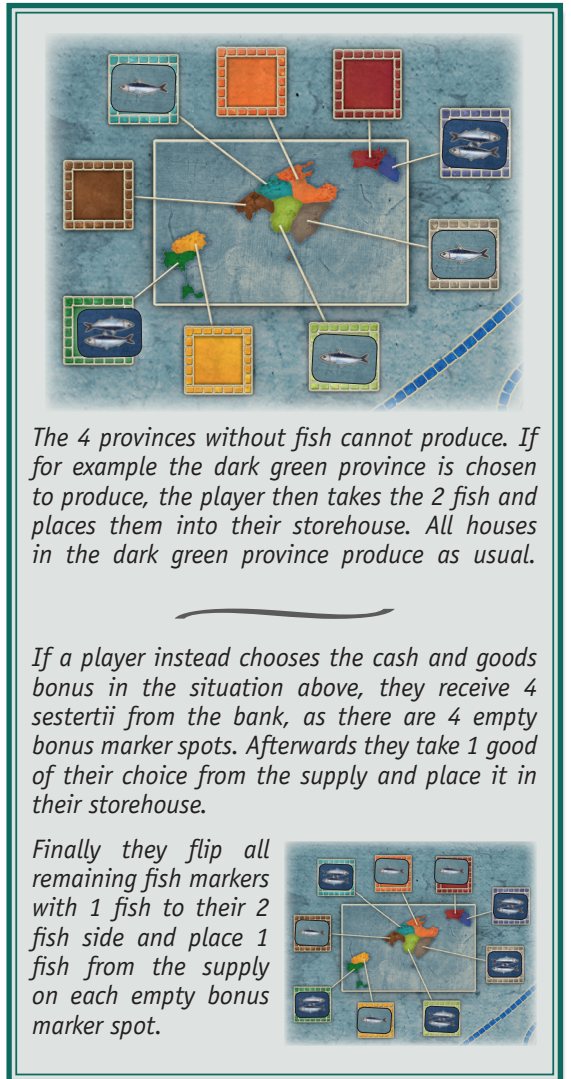 The 4 provinces without fish cannot produce. If
for example the dark green province is chosen
to produce, the player then takes the 2 fish and
places them into their storehouse. All houses
in the dark green province produce as usual.
If a player instead chooses the cash and goods
bonus in the situation above, they receive 4
sestertii from the bank, as there are 4 empty
bonus marker spots. Afterwards they take 1 good
of their choice from the supply and place it in
their storehouse.
Finally they flip all
remaining fish markers
with 1 fish to their 2
fish side and place 1
fish from the supply
on each empty bonus
marker spot.